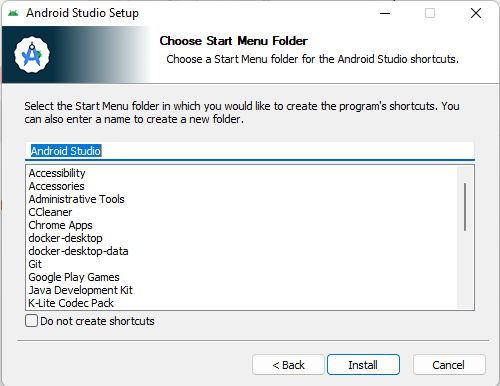 Android Studio Setup
Choose Start Menu Folder
Choose a Start Menu folder for the Android Studio shortcuts.
Select the Start Menu folder in which you would like to create the program's shortcuts. You
can also enter a name to create a new folder.
Android Studio
Accessibility
Accessories
Administrative Tools
CCleaner
Chrome Apps
docker-desktop
docker-desktop-data
Git
Google Play Games
Java Development Kit
K-Lite Codec Pack
Do not create shortcuts
< Back
Install
Cancel